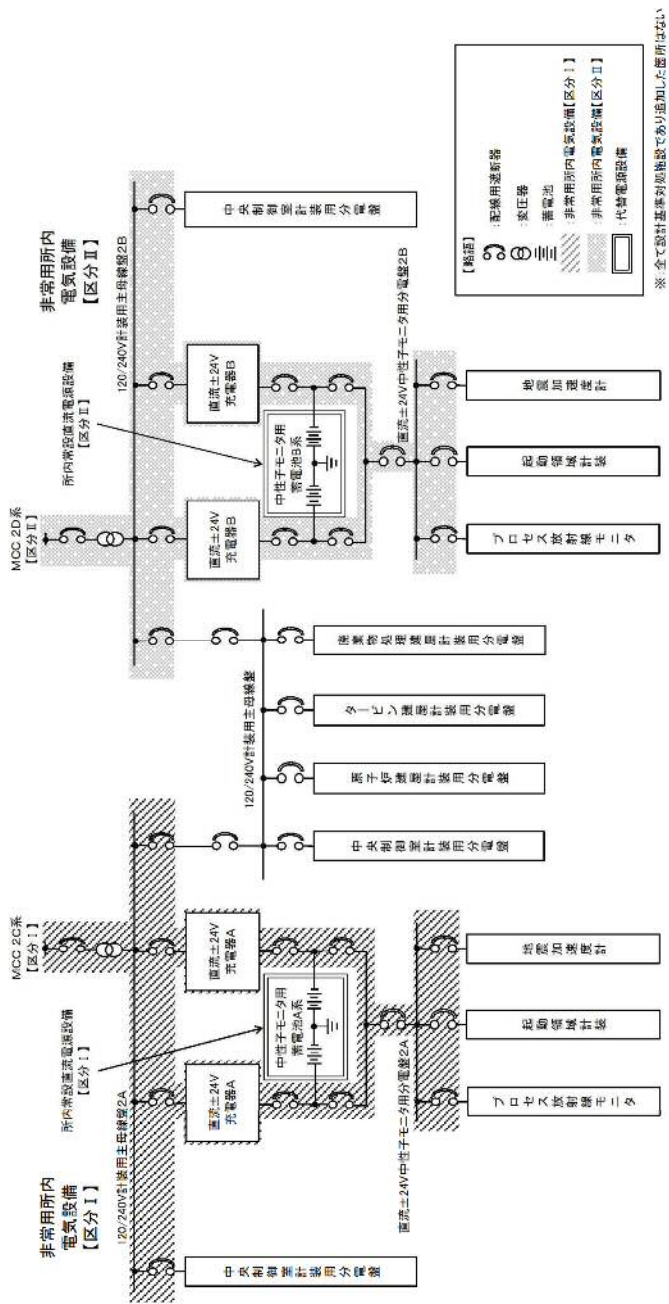 非常用所内
電気設備
【区分Ⅰ】
120/240V計装用主母線盤2A
中央制御室計装用分電盤
所内常設直流電源設備
【区分Ⅰ】
MCC 2C系
【区分Ⅰ】
直流±24V
充電器A
直流±24V
充電器A
中性子モニタ用
蓄電池A系
直流±24V中性子モニタ用分電盤2A
プロセス放射線モニタ
起動領域計装
地震加速度計
120/240V計装用主母線盤
中央制御室計装用分電盤
原子炉建屋計装用分電盤
タービン建屋計装用分電盤
廃棄物処理建屋計装用分電盤
MCC 2D系
【区分Ⅱ】
所内常設直流電源設備
【区分Ⅱ】
非常用所内
電気設備
【区分Ⅱ】
120/240V計装用主母線盤2B
中央制御室計装用分電盤
直流±24V
充電器B
直流±24V
充電器B
中性子モニタ用
蓄電池B系
直流±24V中性子モニタ用分電盤2B
プロセス放射線モニタ
起動領域計装
地震加速度計
【略語】
:配線用遮断器
:変圧器
:蓄電池
:非常用所内電気設備【区分Ⅰ】
:非常用所内電気設備【区分Ⅱ】
:代替電源設備
※:全て設計基準対処施設であり追加した箇所はない